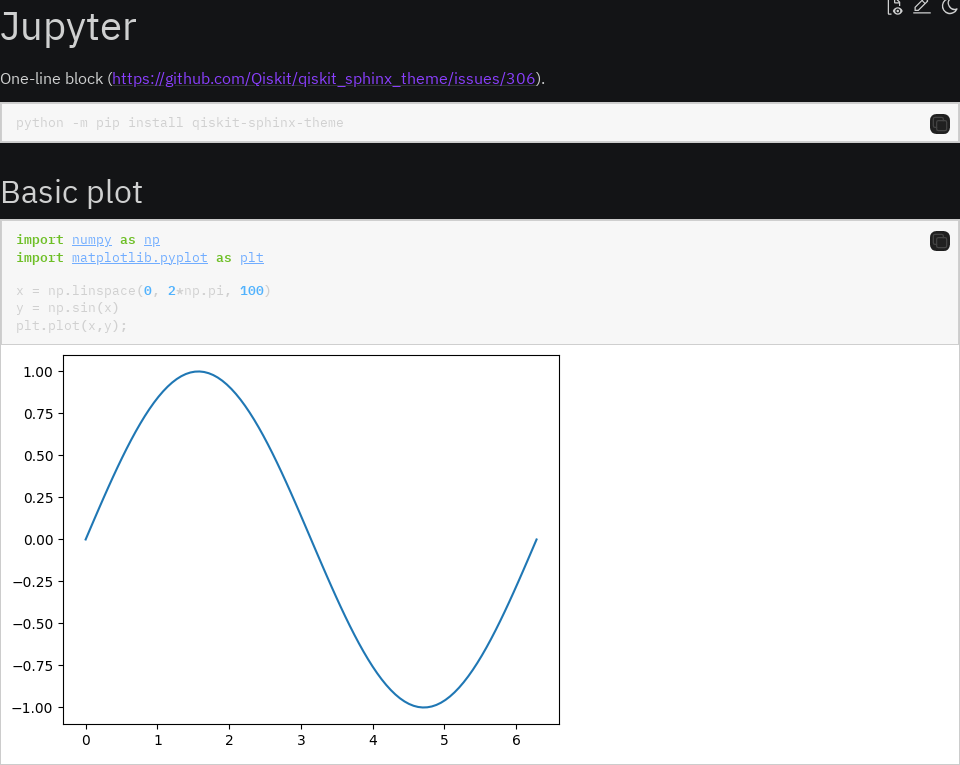 Jupyter
One-line block (https://github.com/Qiskit/qiskit_sphinx_theme/issues/306).
python -m pip install qiskit-sphinx-theme
Basic plot
import numpy as np
import matplotlib.pyplot as plt
x = np.linspace(0, 2*np.pi, 100)
y = np.sin(x)
plt.plot(x,y);
1.00
0.75
0.50
0.25
0.00
−0.25
−0.50
−0.75
−1.00
0 1 2 3 4 5 6